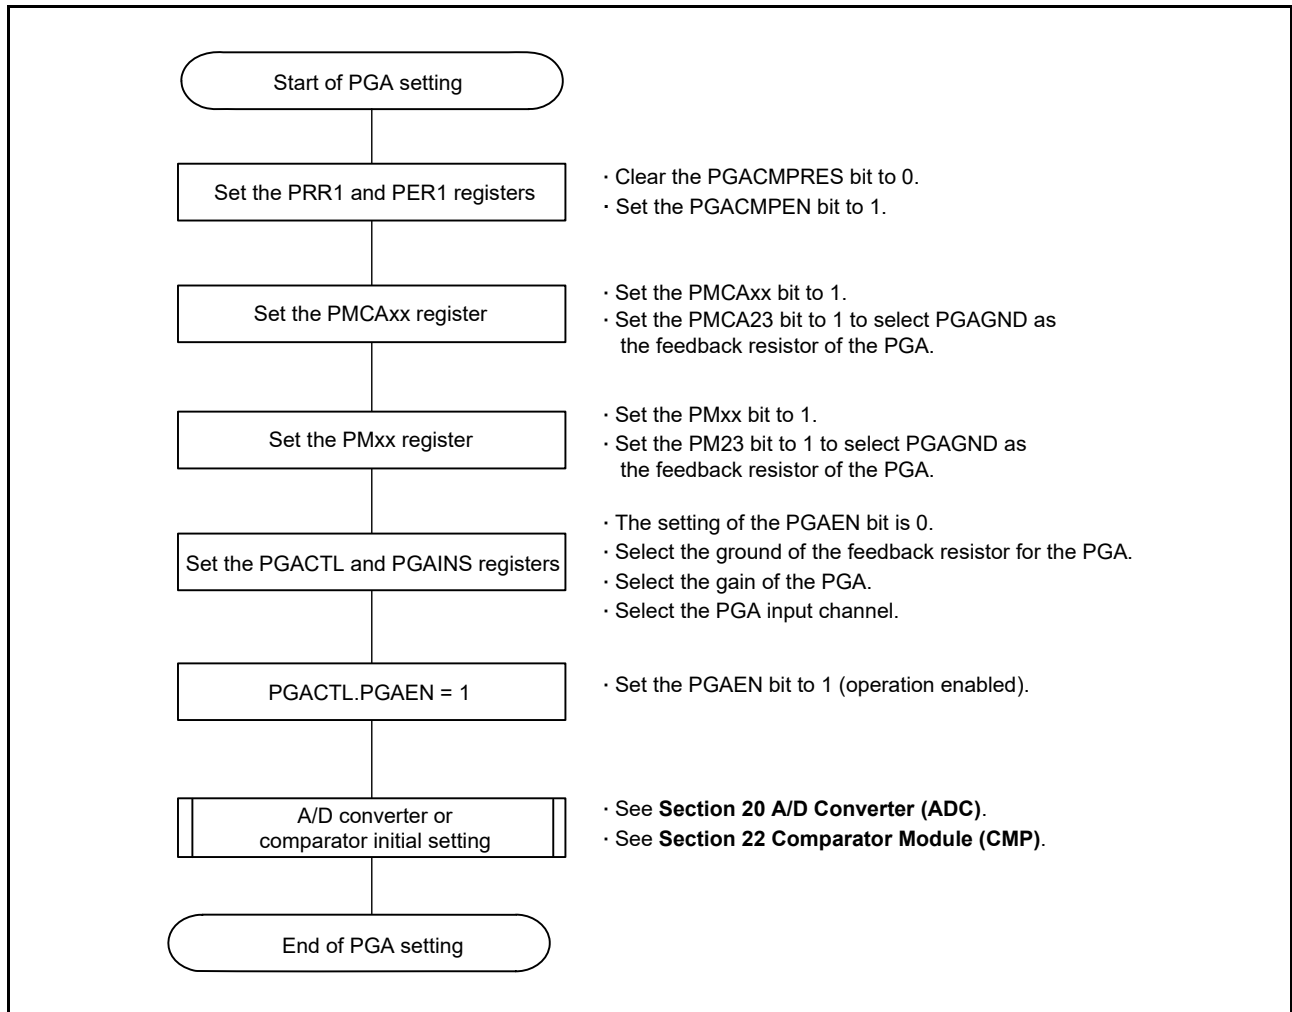 Start of PGA setting
Set the PRR1 and PER1 registers
· Clear the PGACMPRES bit to 0.
· Set the PGACMPEN bit to 1.
Set the PMCAxx register
· Set the PMCAxx bit to 1.
· Set the PMCA23 bit to 1 to select PGAGND as
the feedback resistor of the PGA.
Set the PMxx register
· Set the PMxx bit to 1.
· Set the PM23 bit to 1 to select PGAGND as
the feedback resistor of the PGA.
Set the PGACTL and PGAINS registers
· The setting of the PGAEN bit is 0.
· Select the ground of the feedback resistor for the PGA.
· Select the gain of the PGA.
· Select the PGA input channel.
PGACTL.PGAEN = 1
· Set the PGAEN bit to 1 (operation enabled).
A/D converter or
comparator initial setting
· See Section 20 A/D Converter (ADC).
· See Section 22 Comparator Module (CMP).
End of PGA setting